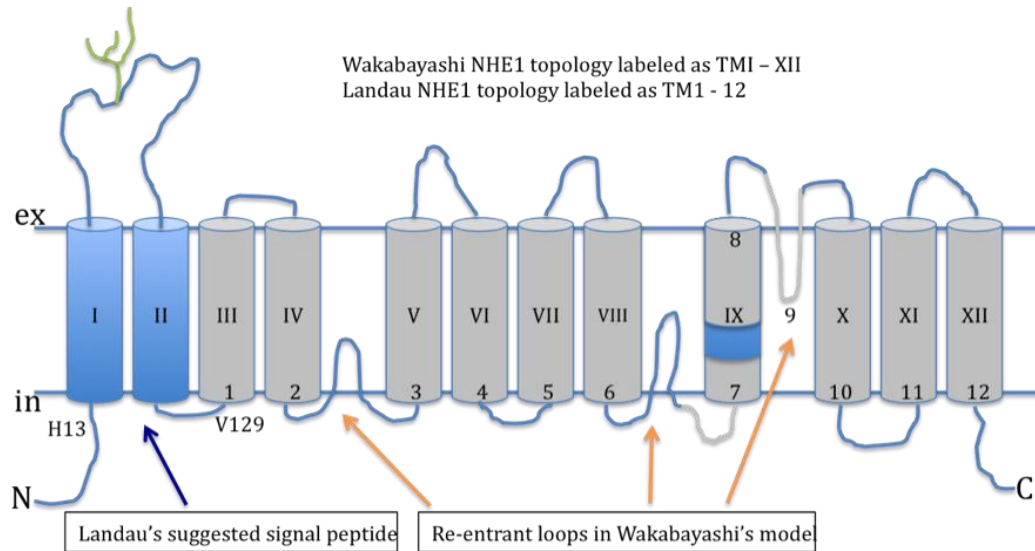 Wakabayashi NHE1 topology labeled as TMI – XII
Landau NHE1 topology labeled as TM1 - 12
ex
8
I II III IV V VI VII VIII IX 9 X XI XII
in
1 2 3 4 5 6 7 10 11 12
H13 V129
N C
Landau's suggested signal peptide
Re-entrant loops in Wakabayashi's model